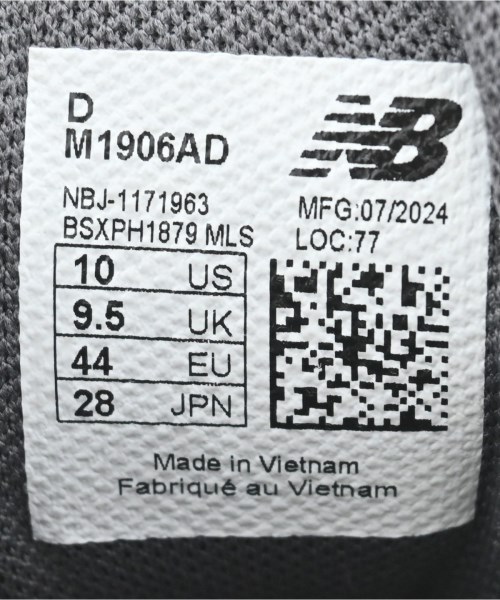 D
M1906AD
NB
NBJ-1171963
BSXPH1879 MLS
MFG:07/2024
LOC:77
10 US
9.5 UK
44 EU
28 JPN
Made in Vietnam
Fabriqué au Vietnam